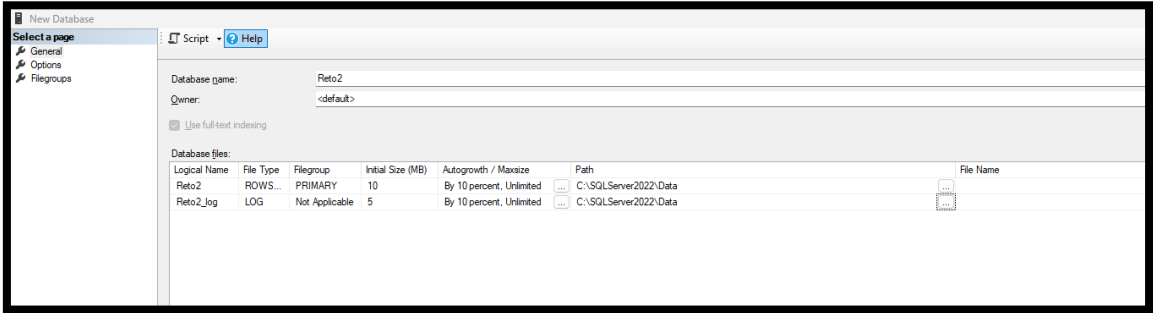 New Database
Select a page
General
Options
Filegroups
Script Help
Database name: Reto2
Owner: <default>
Use full-text indexing
Database files:
Logical Name File Type Filegroup Initial Size (MB) Autogrowth / Maxsize Path File Name
Reto2 ROWS... PRIMARY 10 By 10 percent, Unlimited ... C:\SQLServer2022\Data ...
Reto2_log LOG Not Applicable 5 By 10 percent, Unlimited ... C:\SQLServer2022\Data ...